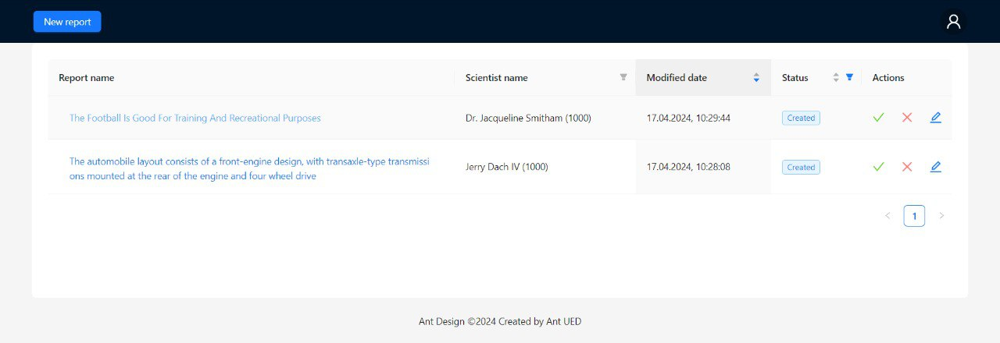 New report
Report name Scientist name Modified date Status Actions
The Football Is Good For Training And Recreational Purposes Dr. Jacqueline Smitham (1000) 17.04.2024, 10:29:44 Created
The automobile layout consists of a front-engine design, with transaxle-type transmissi
ons mounted at the rear of the engine and four wheel drive
Jerry Dach IV (1000) 17.04.2024, 10:28:08 Created
1
Ant Design ©2024 Created by Ant UED